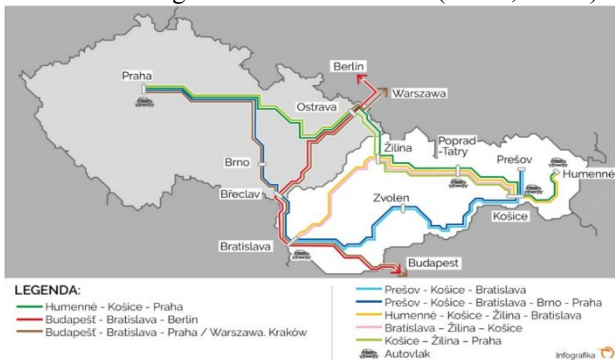 Berlin
Praha
Warszawa
Ostrava
Žilina
Poprad
-Tatry
Prešov
Humenné
Brno
Břeclav
Zvolen
Košice
Bratislava
Budapest
LEGENDA:
Humenné - Košice - Praha
Budapešť - Bratislava - Berlin
Budapešť - Bratislava - Praha / Warszawa. Kraków
Prešov - Košice - Bratislava
Prešov - Košice - Bratislava - Brno - Praha
Humenné - Košice - Žilina - Bratislava
Bratislava – Žilina – Košice
Košice – Žilina – Praha
Autovlak
Infografika